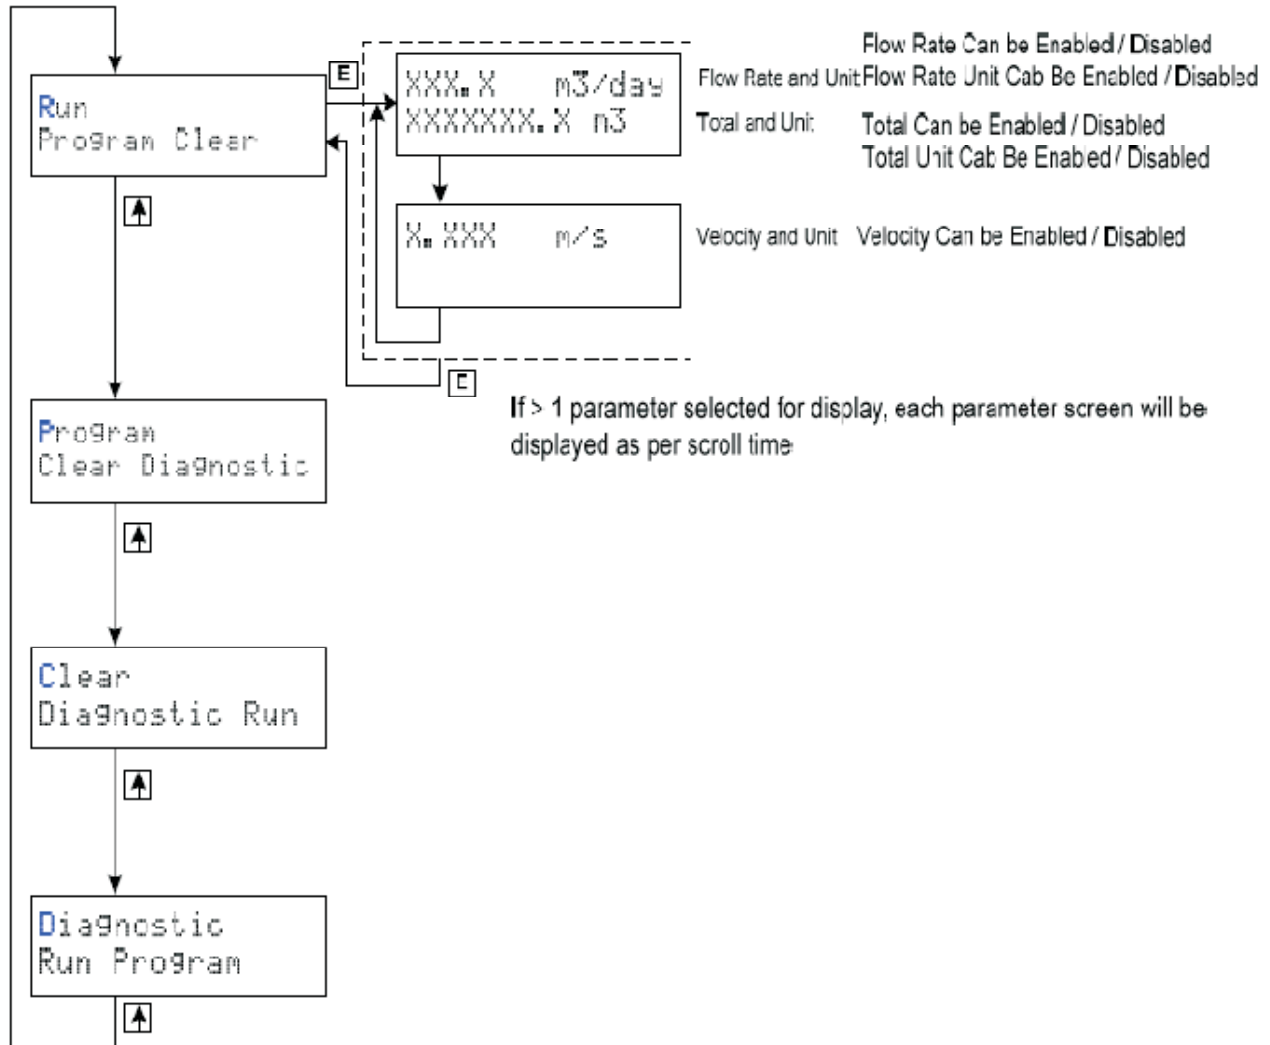 Flow Rate Can be Enabled / Disabled
E
Run
Program Clear
XXX.X m3/day
XXXXXXX.X m3
Flow Rate and Unit Flow Rate Unit Cab Be Enabled / Disabled
Total and Unit Total Can be Enabled / Disabled
Total Unit Cab Be Enabled / Disabled
X.XXX m/s
Velocity and Unit Velocity Can be Enabled / Disabled
E
If > 1 parameter selected for display, each parameter screen will be
displayed as per scroll time
Program
Clear Diagnostic
Clear
Diagnostic Run
Diagnostic
Run Program